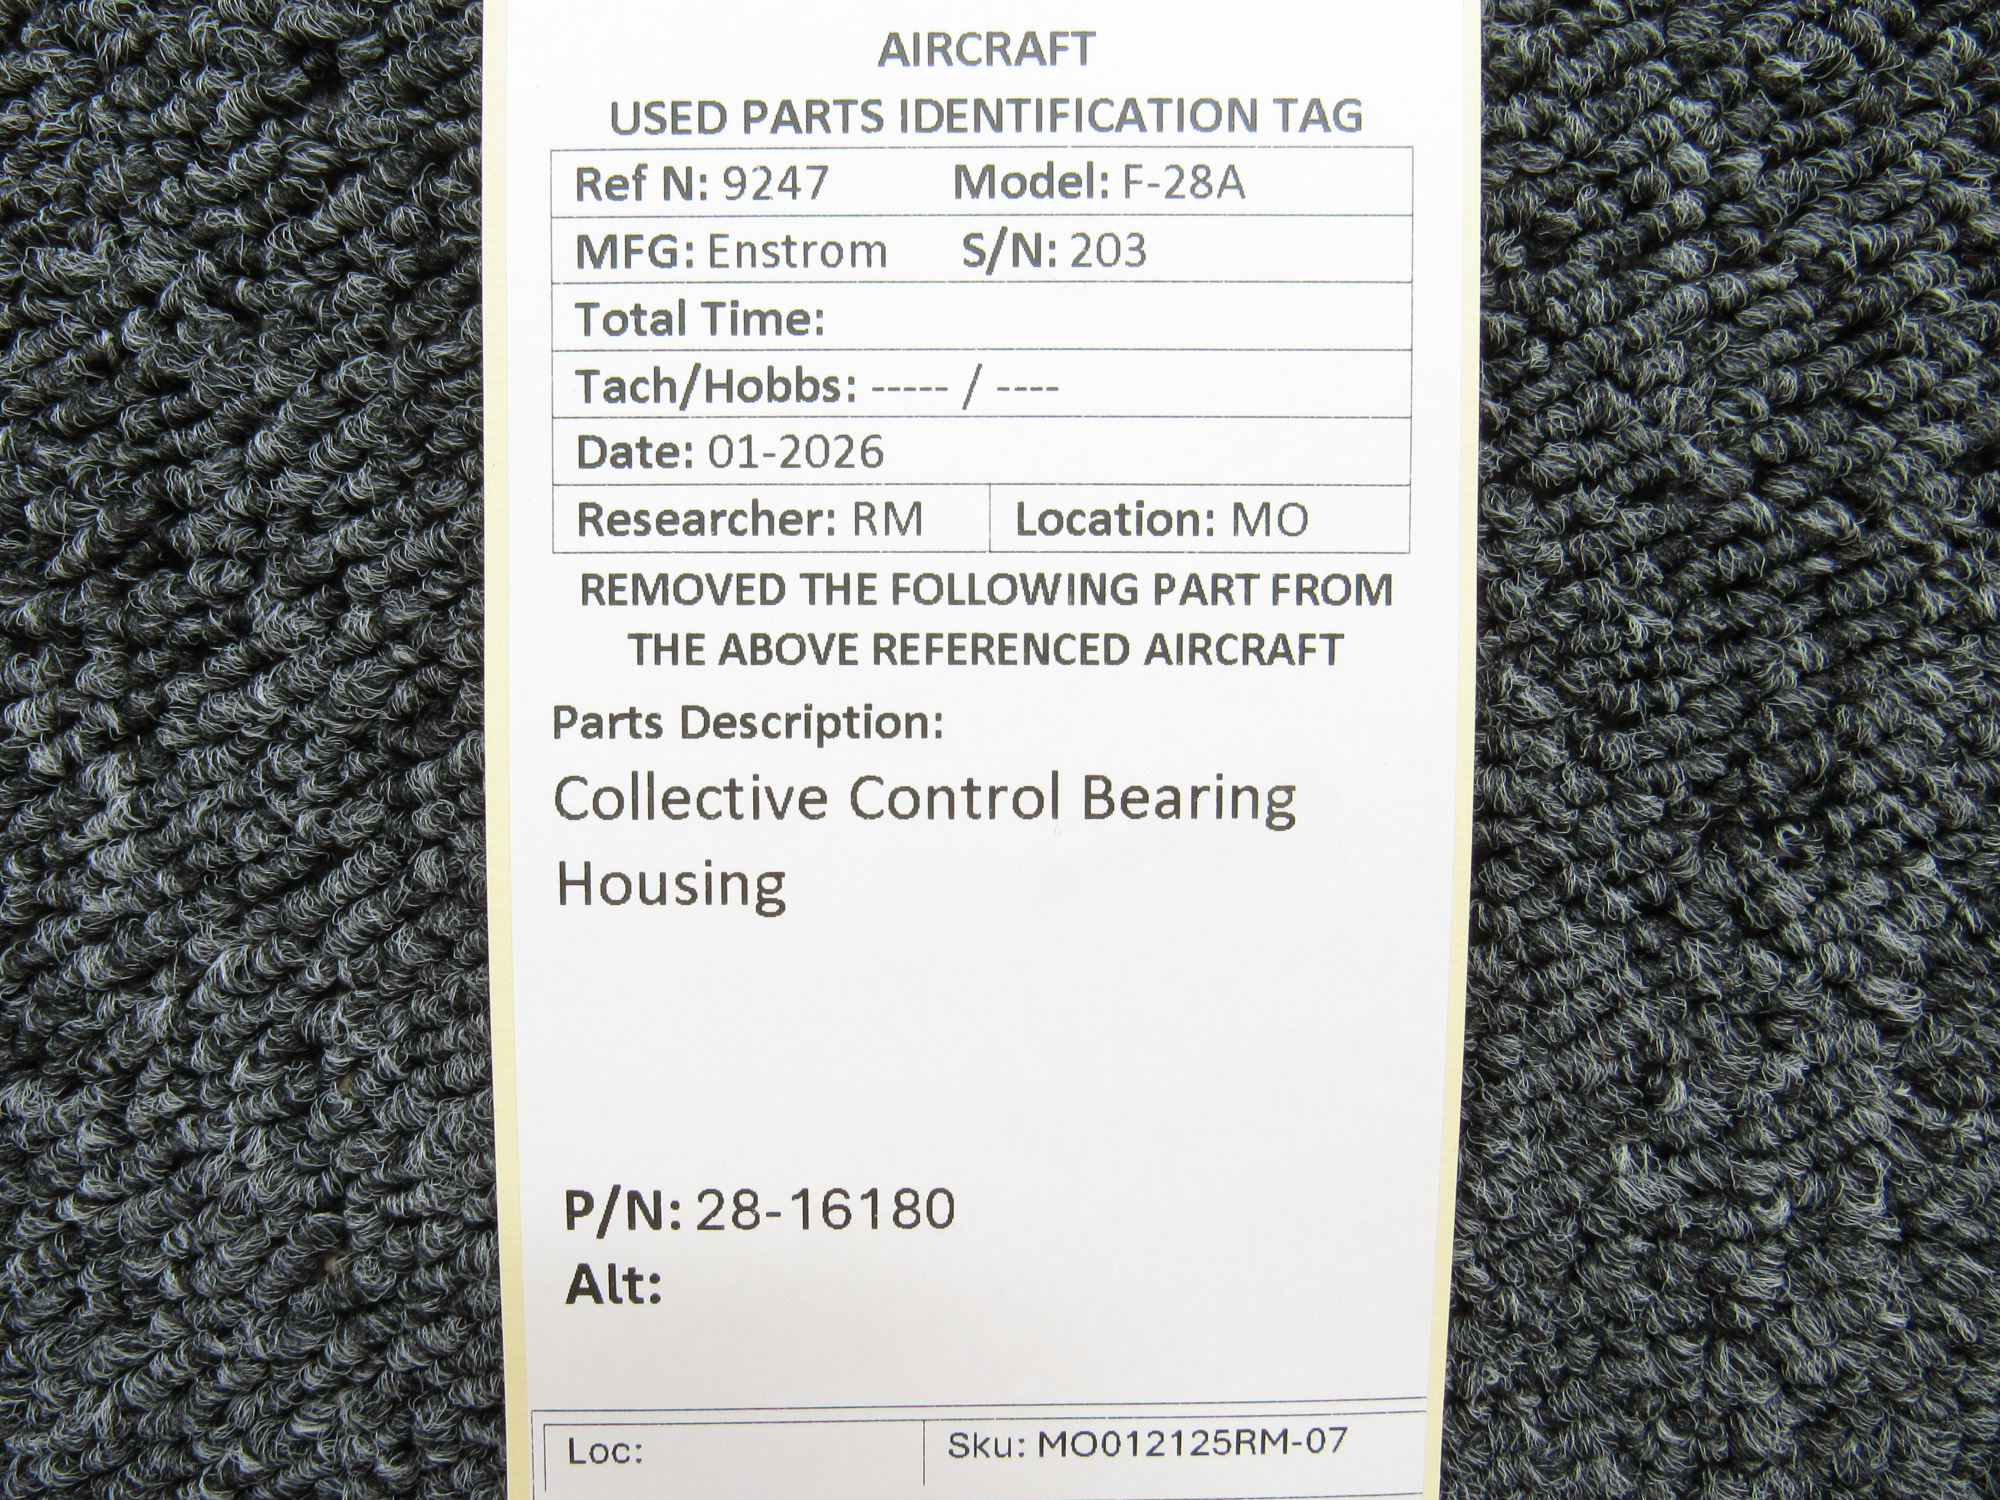 AIRCRAFT
USED PARTS IDENTIFICATION TAG
Ref N: 9247 Model: F-28A
MFG: Enstrom S/N: 203
Total Time:
Tach/Hobbs: ----- / ----
Date: 01-2026
Researcher: RM Location: MO
REMOVED THE FOLLOWING PART FROM
THE ABOVE REFERENCED AIRCRAFT
Parts Description:
Collective Control Bearing
Housing
P/N: 28-16180
Alt:
Loc: Sku: MO012125RM-07